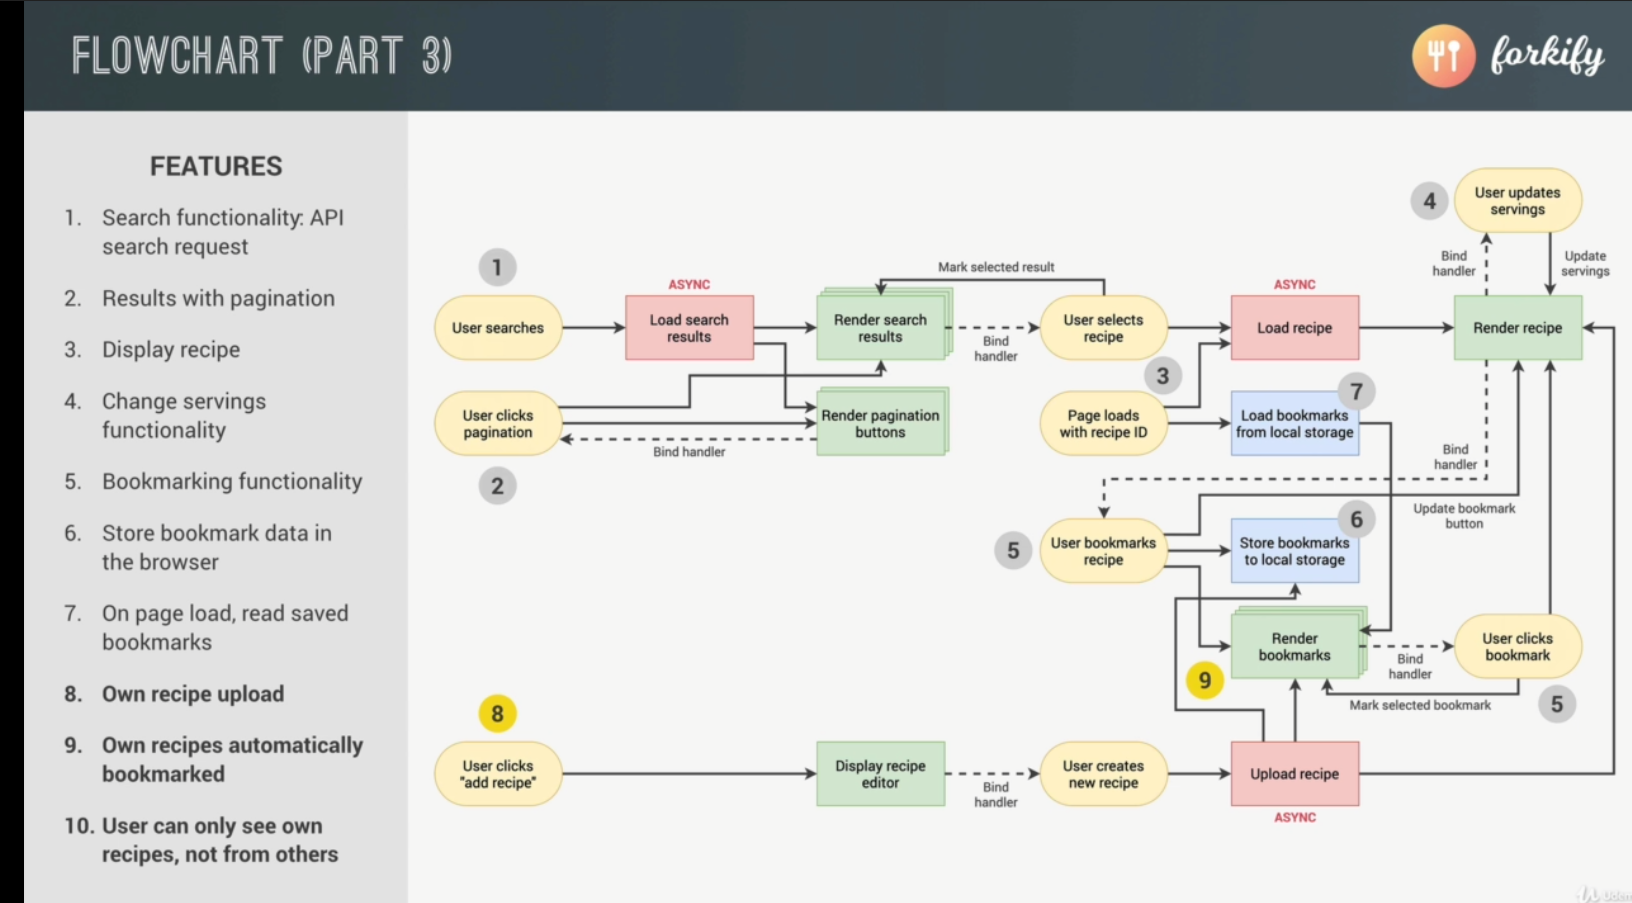 FLOWCHART (PART 3)
forkify
FEATURES
1. Search functionality: API
search request
2. Results with pagination
3. Display recipe
4. Change servings
functionality
5. Bookmarking functionality
6. Store bookmark data in
the browser
7. On page load, read saved
bookmarks
8. Own recipe upload
9. Own recipes automatically
bookmarked
10. User can only see own
recipes, not from others
4
User updates
servings
Bind
handler
Update
servings
1
Mark selected result
ASYNC
ASYNC
User searches
Load search
results
Render search
results
Bind
handler
User selects
recipe
Load recipe
Render recipe
3
7
User clicks
pagination
Render pagination
buttons
Bind handler
Page loads
with recipe ID
Load bookmarks
from local storage
Bind
handler
2
Update bookmark
button
6
5
User bookmarks
recipe
Store bookmarks
to local storage
Render
bookmarks
Bind
handler
User clicks
bookmark
9
Mark selected bookmark
5
8
User clicks
"add recipe"
Display recipe
editor
Bind
handler
User creates
new recipe
Upload recipe
ASYNC